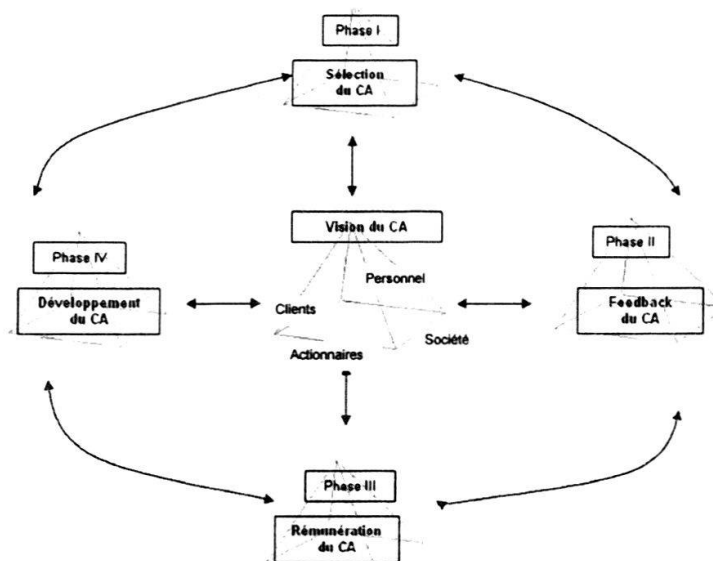 Phase I
Sélection
du CA
Vision du CA
Phase IV
Développement
du CA
Personnel
Clients
Société
Actionnaires
Phase II
Feedback
du CA
Phase III
Rémunération
du CA